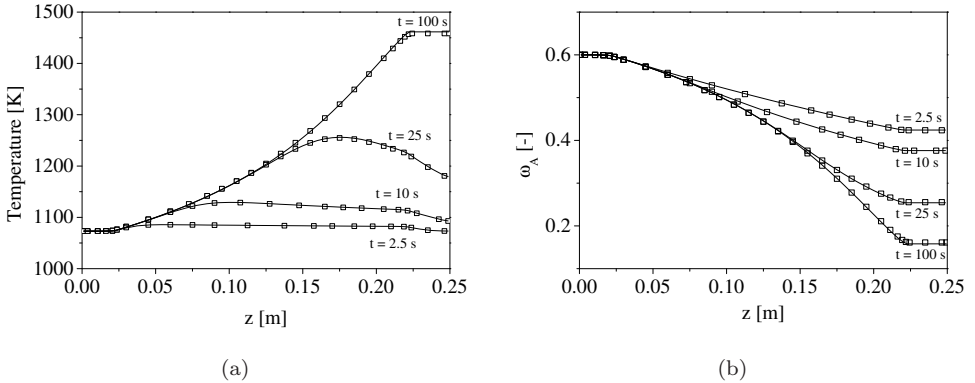 1500
1400
1300
1200
1100
1000
Temperature [K]
t = 100 s
t = 25 s
t = 10 s
t = 2.5 s
0.00 0.05 0.10 0.15 0.20 0.25
z [m]
(a)
0.6
0.4
0.2
ω_A [-]
t = 2.5 s
t = 10 s
t = 25 s
t = 100 s
0.00 0.05 0.10 0.15 0.20 0.25
z [m]
(b)